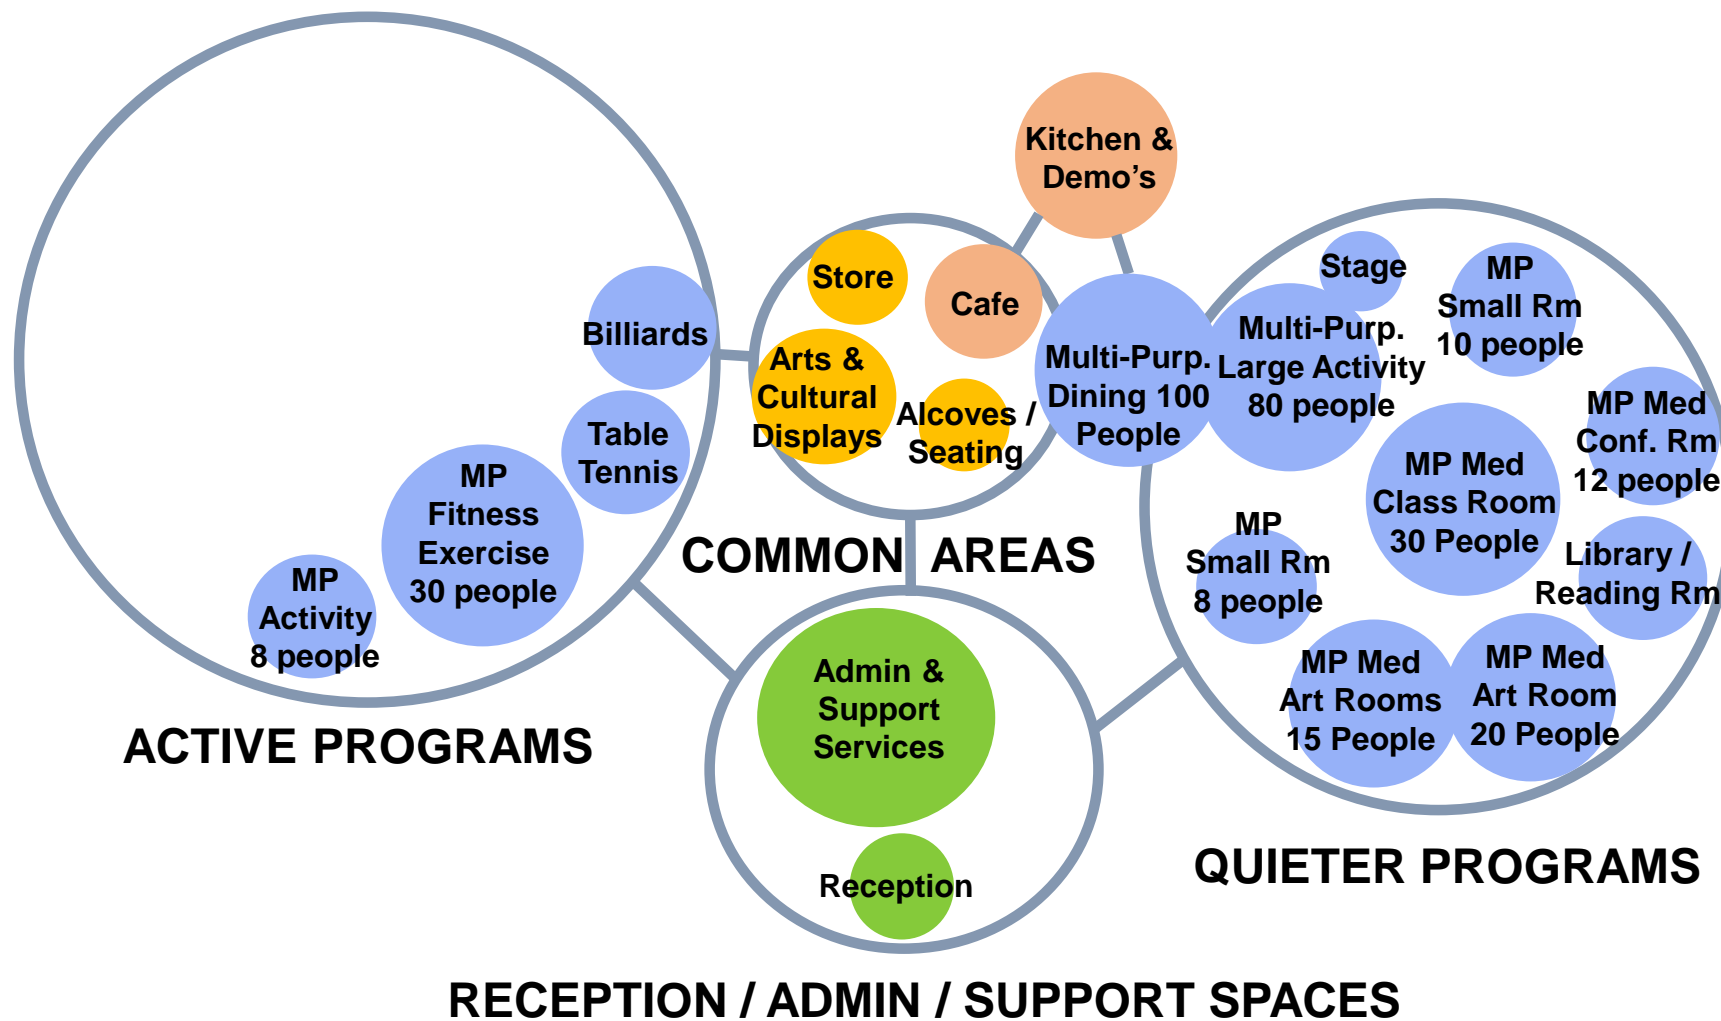 Kitchen &
Demo’s
Store
Cafe
Billiards
Arts &
Cultural
Displays
Alcoves /
Seating
Multi-Purp.
Dining 100
People
Stage
Multi-Purp.
Large Activity
80 people
MP
Small Rm
10 people
MP Med
Conf. Rm
12 people
Table
Tennis
MP
Fitness
Exercise
30 people
MP
Activity
8 people
ACTIVE PROGRAMS
COMMON AREAS
MP Med
Class Room
30 People
MP
Small Rm
8 people
Library /
Reading Rm
MP Med
Art Rooms
15 People
MP Med
Art Room
20 People
QUIETER PROGRAMS
Admin &
Support
Services
Reception
RECEPTION / ADMIN / SUPPORT SPACES